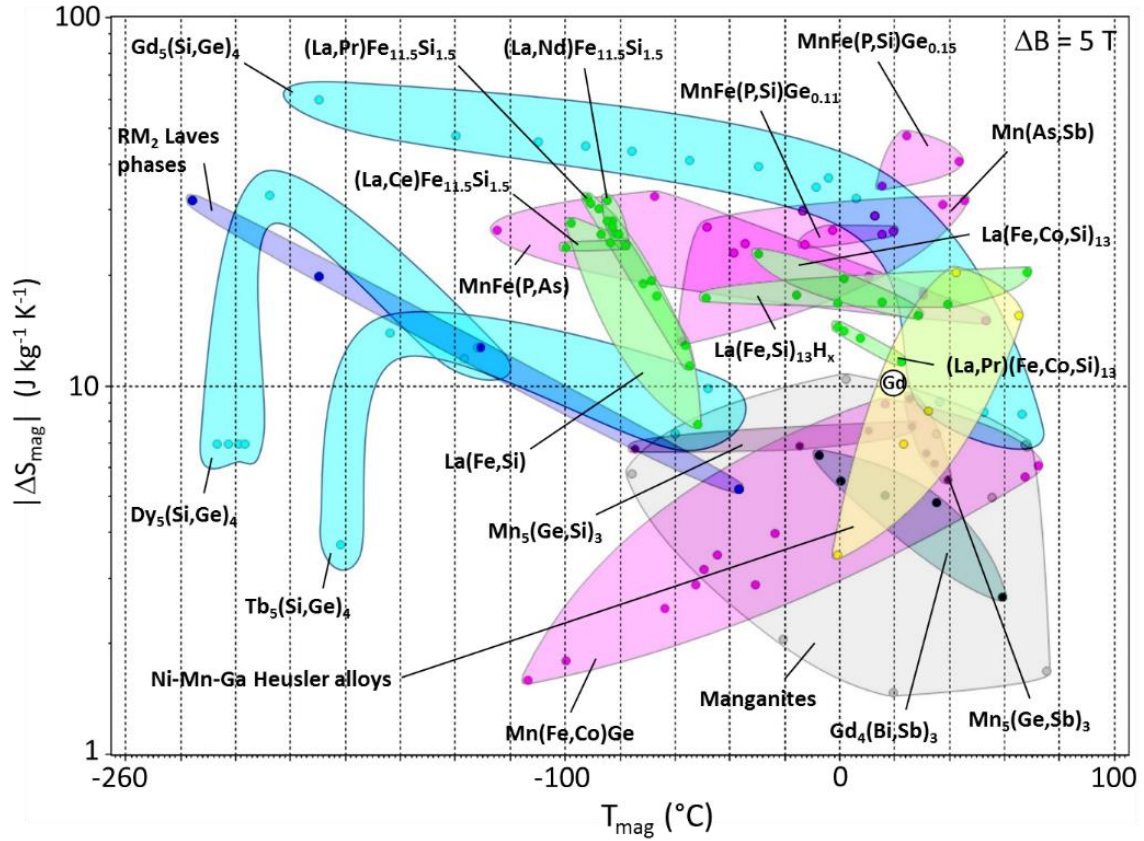 100
Gd₅(Si,Ge)₄
(La,Pr)Fe₁₁.₅Si₁.₅
(La,Nd)Fe₁₁.₅Si₁.₅
MnFe(P,Si)Ge₀.₁₅
ΔB = 5 T
MnFe(P,Si)Ge₀.₁₁
RM₂ Laves
phases
Mn(As,Sb)
(La,Ce)Fe₁₁.₅Si₁.₅
La(Fe,Co,Si)₁₃
MnFe(P,As)
La(Fe,Si)₁₃Hₓ
(La,Pr)(Fe,Co,Si)₁₃
Gd
10
|ΔSₘₐg| (J kg⁻¹ K⁻¹)
La(Fe,Si)
Dy₅(Si,Ge)₄
Mn₅(Ge,Si)₃
Tb₅(Si,Ge)₄
Ni-Mn-Ga Heusler alloys
Manganites
Mn(Fe,Co)Ge
Gd₄(Bi,Sb)₃
Mn₅(Ge,Sb)₃
1
-260
-100
0
100
Tₘₐg (°C)